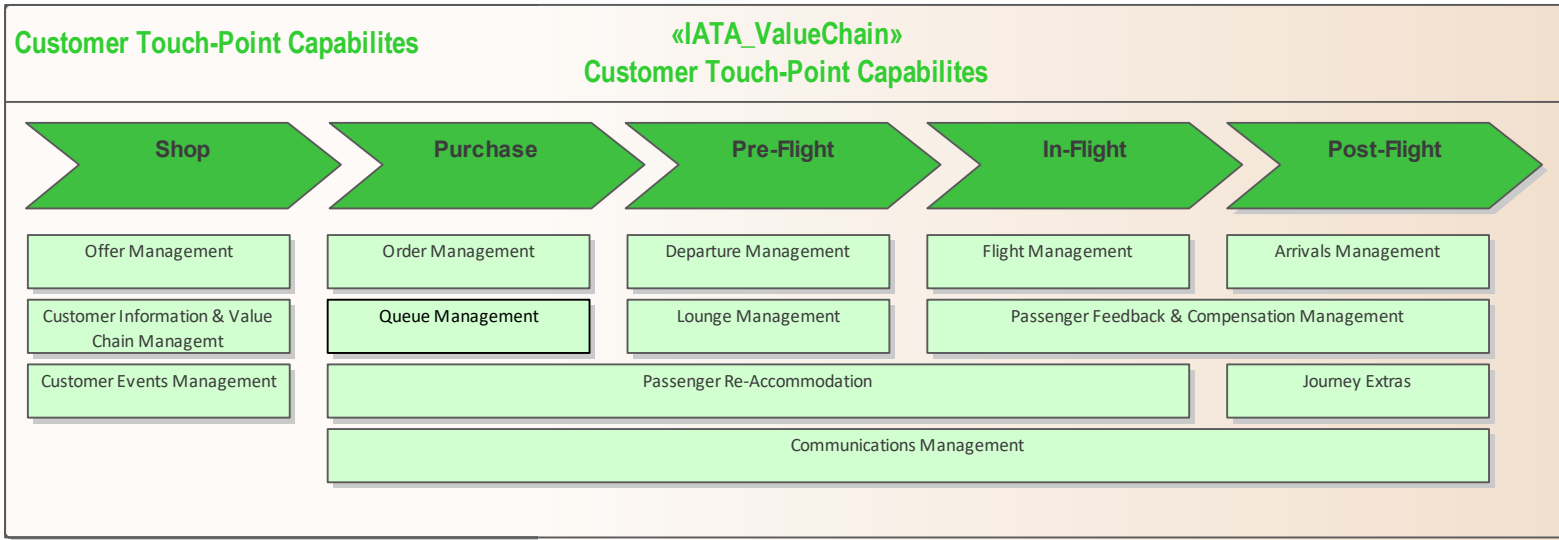 Customer Touch-Point Capabilites
«IATA_ValueChain»
Customer Touch-Point Capabilites
Shop
Purchase
Pre-Flight
In-Flight
Post-Flight
Offer Management
Order Management
Departure Management
Flight Management
Arrivals Management
Customer Information & Value
Chain Managemt
Queue Management
Lounge Management
Passenger Feedback & Compensation Management
Customer Events Management
Passenger Re-Accommodation
Journey Extras
Communications Management